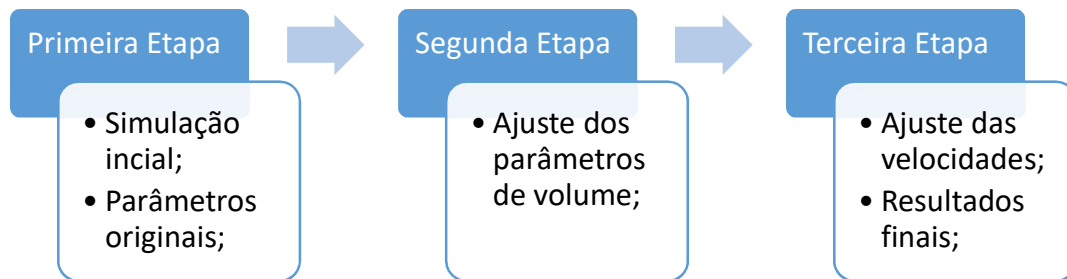 Primeira Etapa
• Simulação
incial;
• Parâmetros
originais;
Segunda Etapa
• Ajuste dos
parâmetros
de volume;
Terceira Etapa
• Ajuste das
velocidades;
• Resultados
finais;